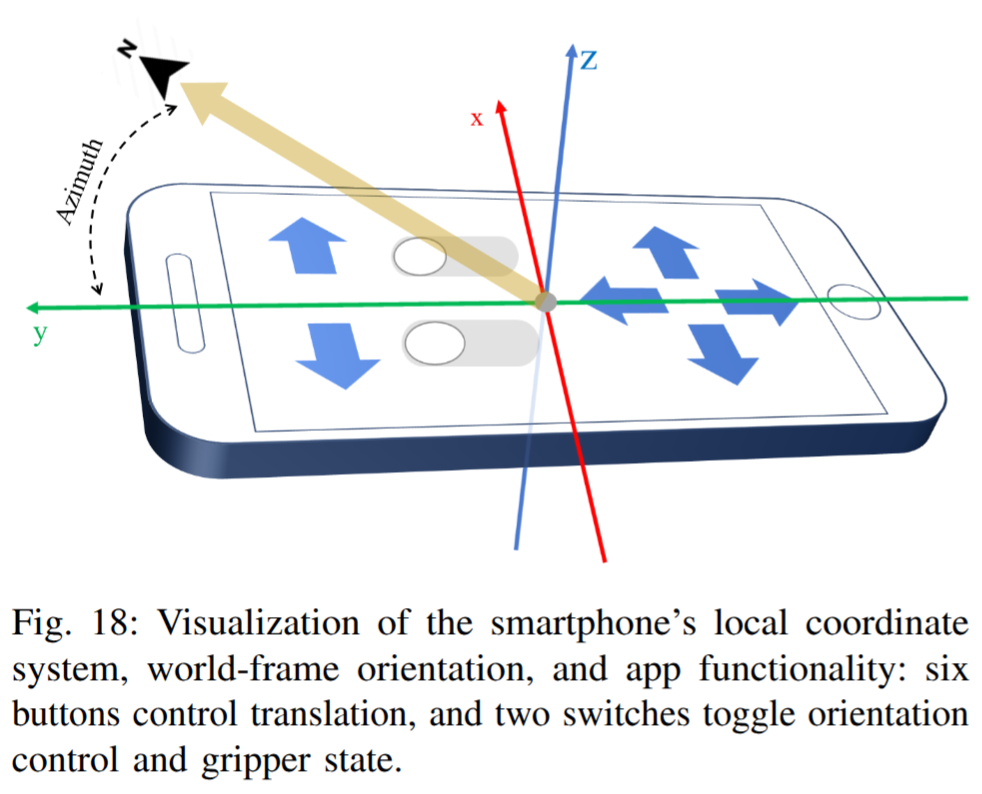 N
Z
x
Azimuth
y
Fig. 18: Visualization of the smartphone's local coordinate
system, world-frame orientation, and app functionality: six
buttons control translation, and two switches toggle orientation
control and gripper state.